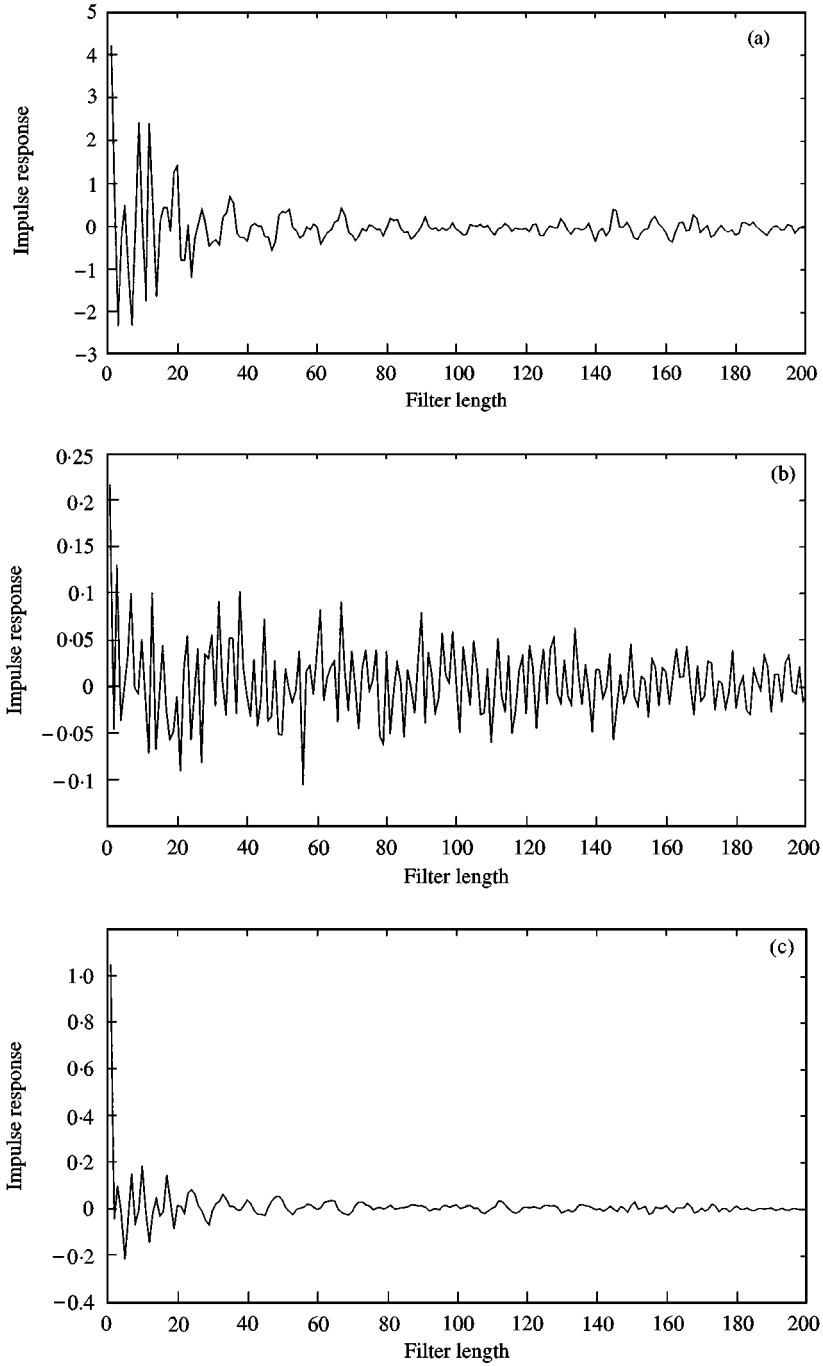 (a)
5
4
3
2
1
0
−1
−2
−3
Impulse response
0 20 40 60 80 100 120 140 160 180 200
Filter length
(b)
0·25
0·2
0·15
0·1
0·05
0
−0·05
−0·1
Impulse response
0 20 40 60 80 100 120 140 160 180 200
Filter length
(c)
1·0
0·8
0·6
0·4
0·2
0
−0·2
−0·4
Impulse response
0 20 40 60 80 100 120 140 160 180 200
Filter length